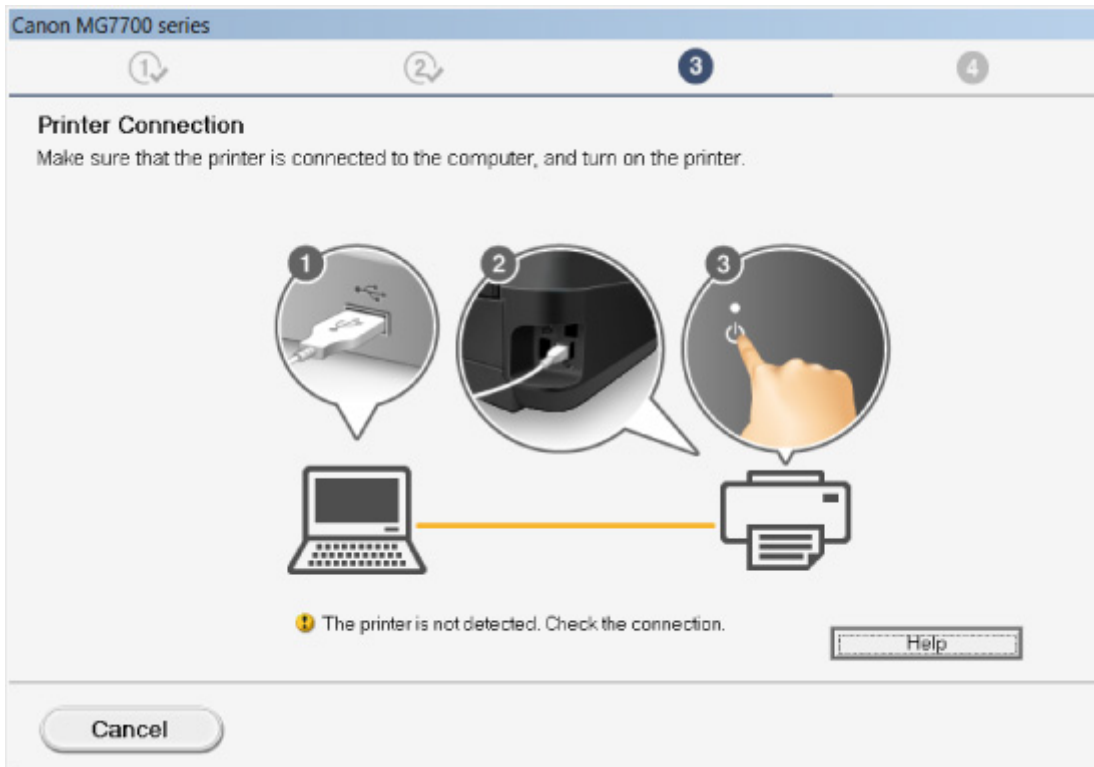 Canon MG7700 series
1
2
3
4
Printer Connection
Make sure that the printer is connected to the computer, and turn on the printer.
1
2
3
The printer is not detected. Check the connection.
Help
Cancel